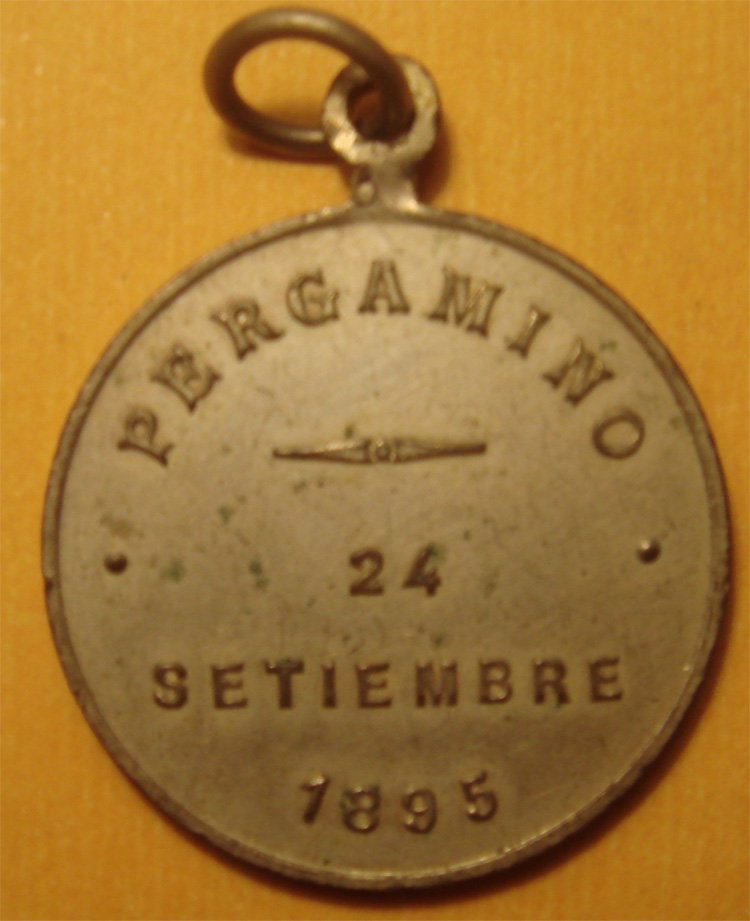 PERGAMINO
24
SETIEMBRE
1895